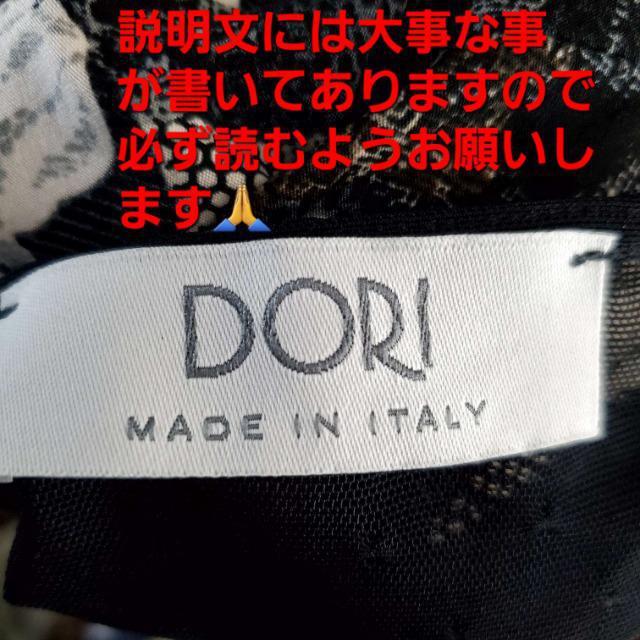 説明文には大事な事
が書いてありますので
必ず読むようお願いし
ます🙏
DORI
MADE IN ITALY